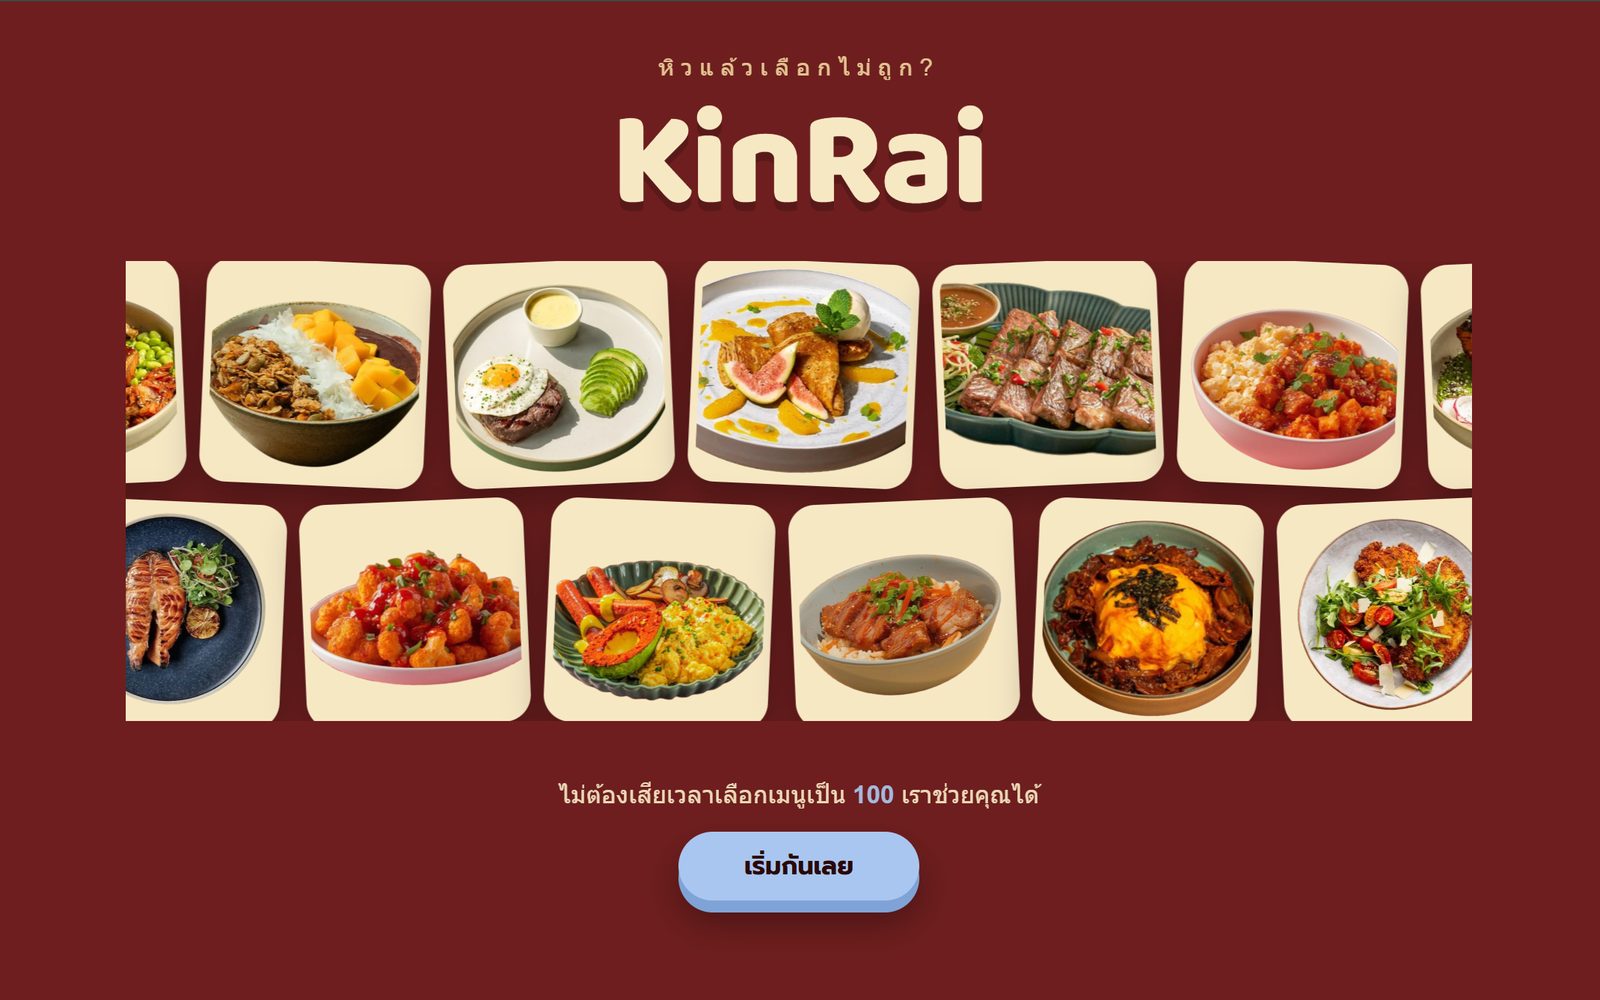 หิวแล้วเลือกไม่ถูก?
KinRai
ไม่ต้องเสียเวลาเลือกเมนูเป็น 100 เราช่วยคุณได้
เริ่มกันเลย